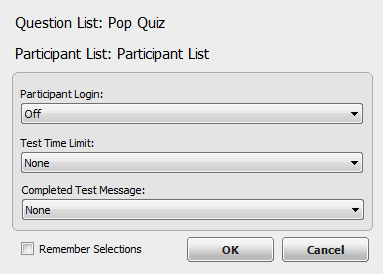 Question List: Pop Quiz
Participant List: Participant List
Participant Login:
Off
Test Time Limit:
None
Completed Test Message:
None
Remember Selections OK Cancel